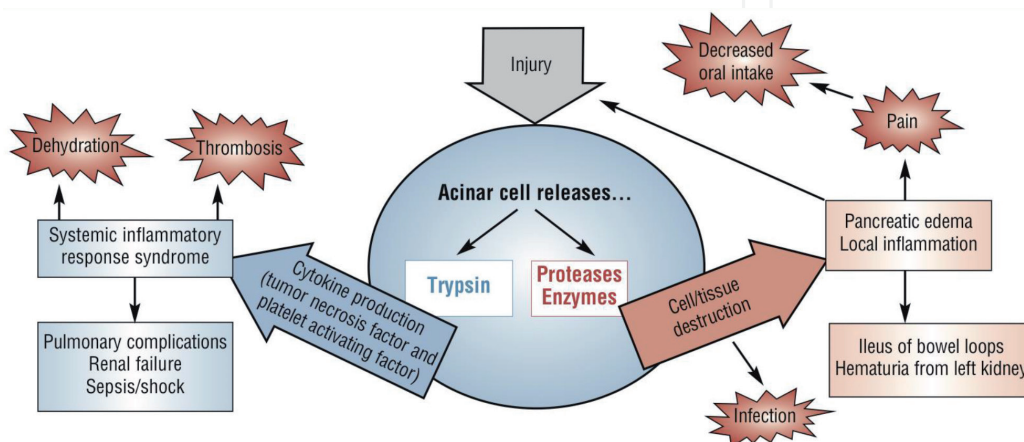 Injury
Decreased
oral intake
Pain
Dehydration
Thrombosis
Acinar cell releases…
Trypsin
Proteases
Enzymes
Systemic inflammatory
response syndrome
Cytokine production
(tumor necrosis factor and
platelet activating factor)
Cell/tissue
destruction
Pancreatic edema
Local inflammation
Pulmonary complications
Renal failure
Sepsis/shock
Ileus of bowel loops
Hematuria from left kidney
Infection